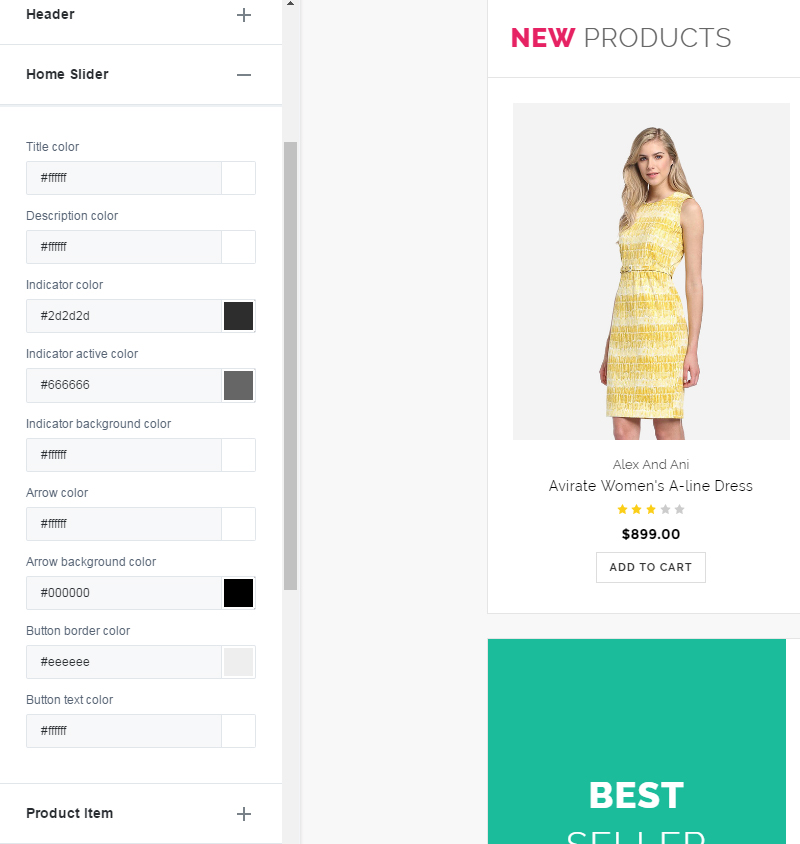 Header
Home Slider
Title color
#ffffff
Description color
#ffffff
Indicator color
#2d2d2d
Indicator active color
#666666
Indicator background color
#ffffff
Arrow color
#ffffff
Arrow background color
#000000
Button border color
#eeeeee
Button text color
#ffffff
Product Item
NEW PRODUCTS
Alex And Ani
Avirate Women's A-line Dress
$899.00
ADD TO CART
BEST
SELLER